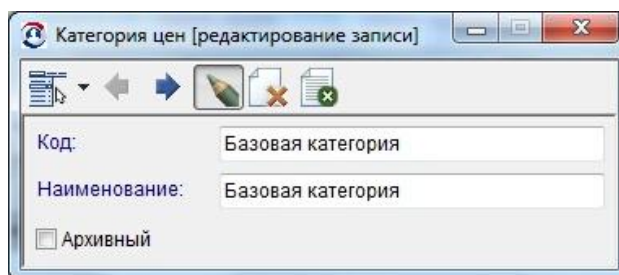 Категория цен [редактирование записи]
Код: Базовая категория
Наименование: Базовая категория
Архивный